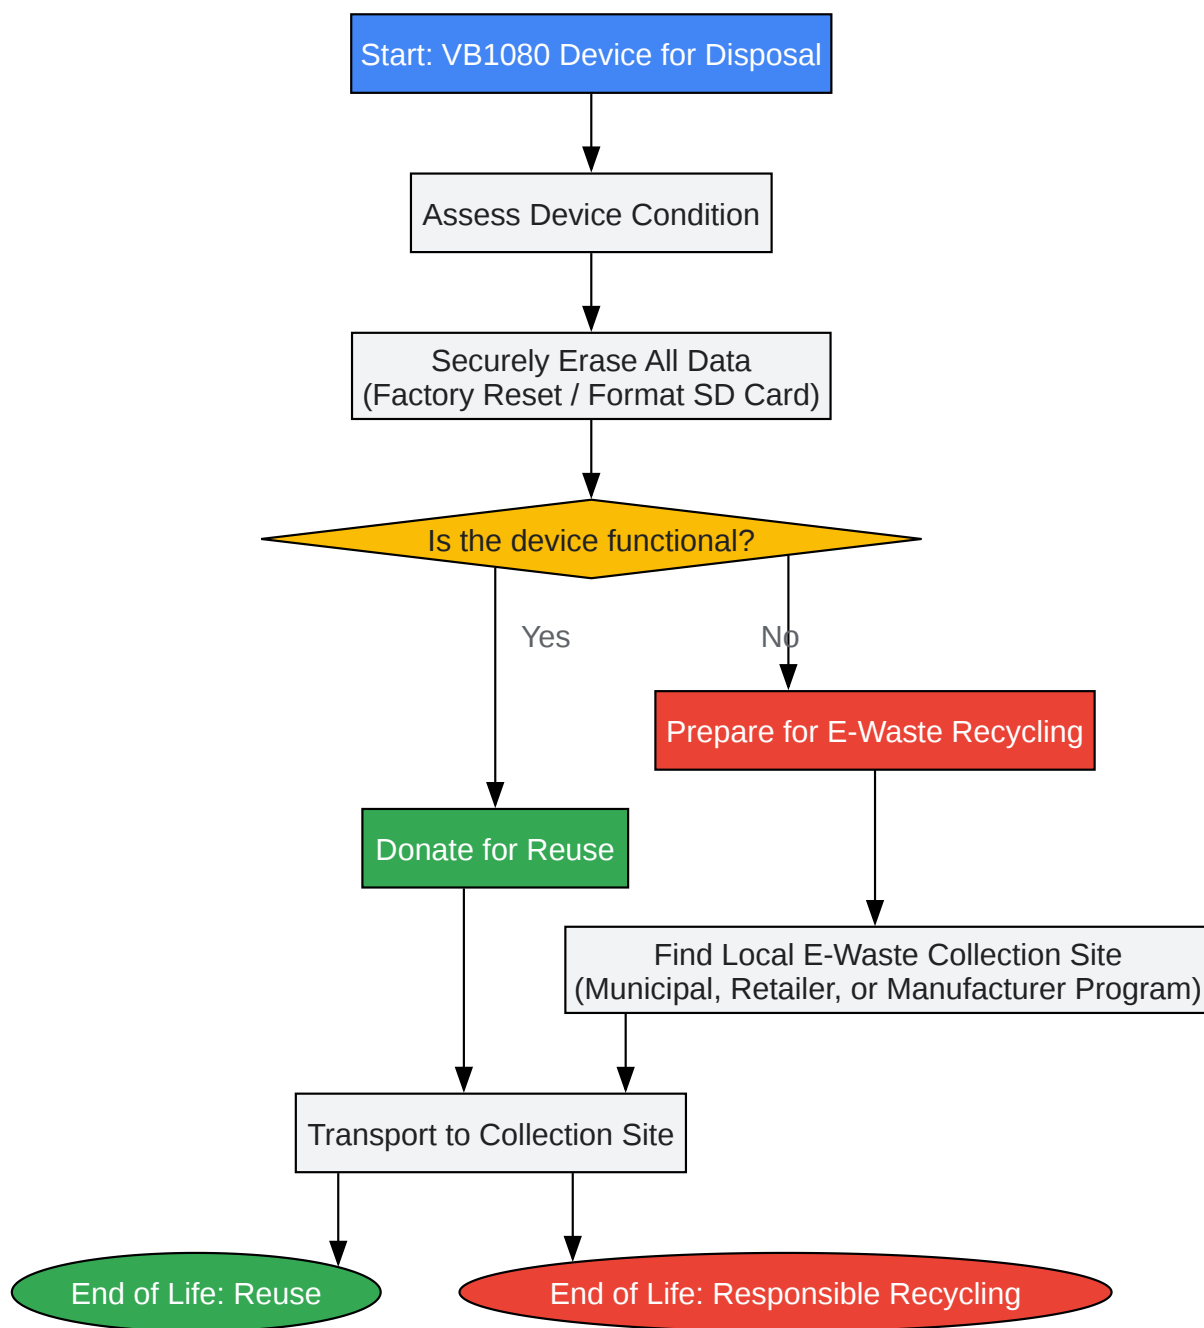 Start: VB1080 Device for Disposal
Assess Device Condition
Securely Erase All Data
(Factory Reset / Format SD Card)
Is the device functional?
Yes
No
Prepare for E-Waste Recycling
Donate for Reuse
Find Local E-Waste Collection Site
(Municipal, Retailer, or Manufacturer Program)
Transport to Collection Site
End of Life: Reuse
End of Life: Responsible Recycling